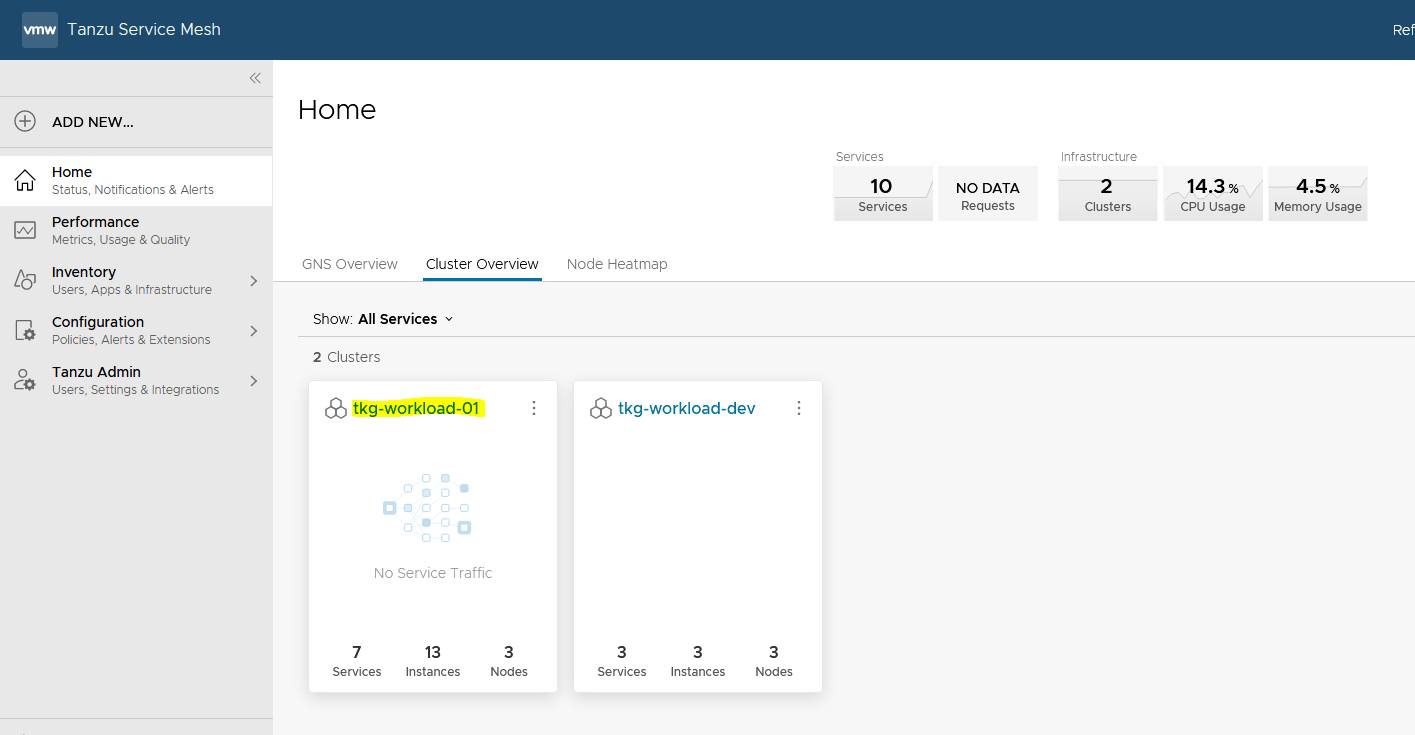 vmw Tanzu Service Mesh
Ref
ADD NEW...
Home
Status, Notifications & Alerts
Performance
Metrics, Usage & Quality
Inventory
Users, Apps & Infrastructure
Configuration
Policies, Alerts & Extensions
Tanzu Admin
Users, Settings & Integrations
Home
Services
10
Services
NO DATA
Requests
Infrastructure
2
Clusters
14.3 %
CPU Usage
4.5 %
Memory Usage
GNS Overview Cluster Overview Node Heatmap
Show: All Services
2 Clusters
tkg-workload-01
No Service Traffic
7 13 3
Services Instances Nodes
tkg-workload-dev
3 3 3
Services Instances Nodes